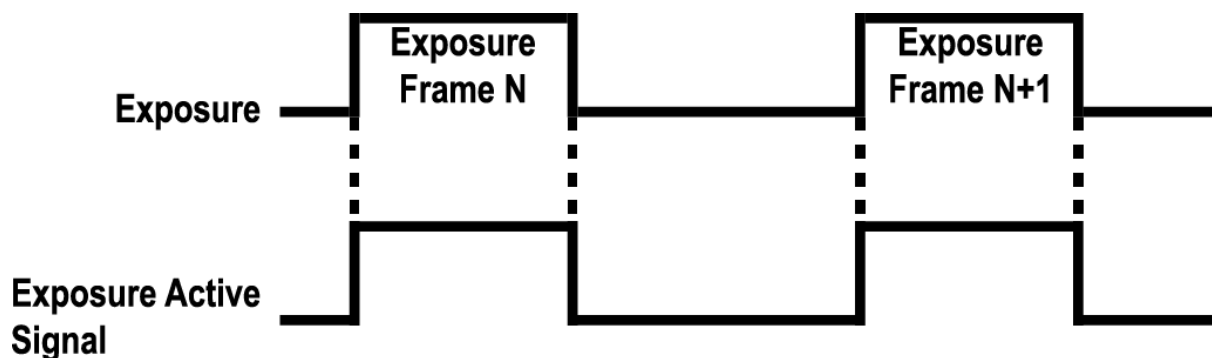 Exposure
Frame N
Exposure
Frame N+1
Exposure
Exposure Active
Signal